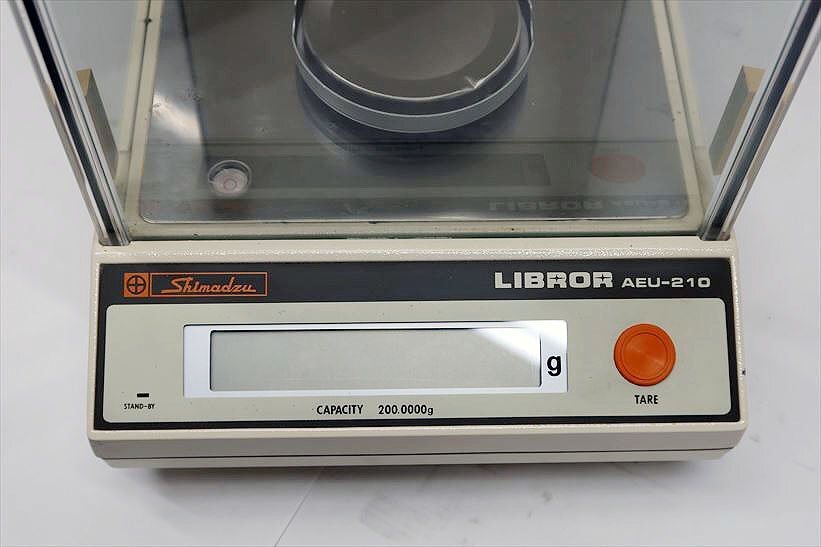 Shimadzu
LIBROR AEU-210
g
STAND-BY
CAPACITY 200.0000g
TARE